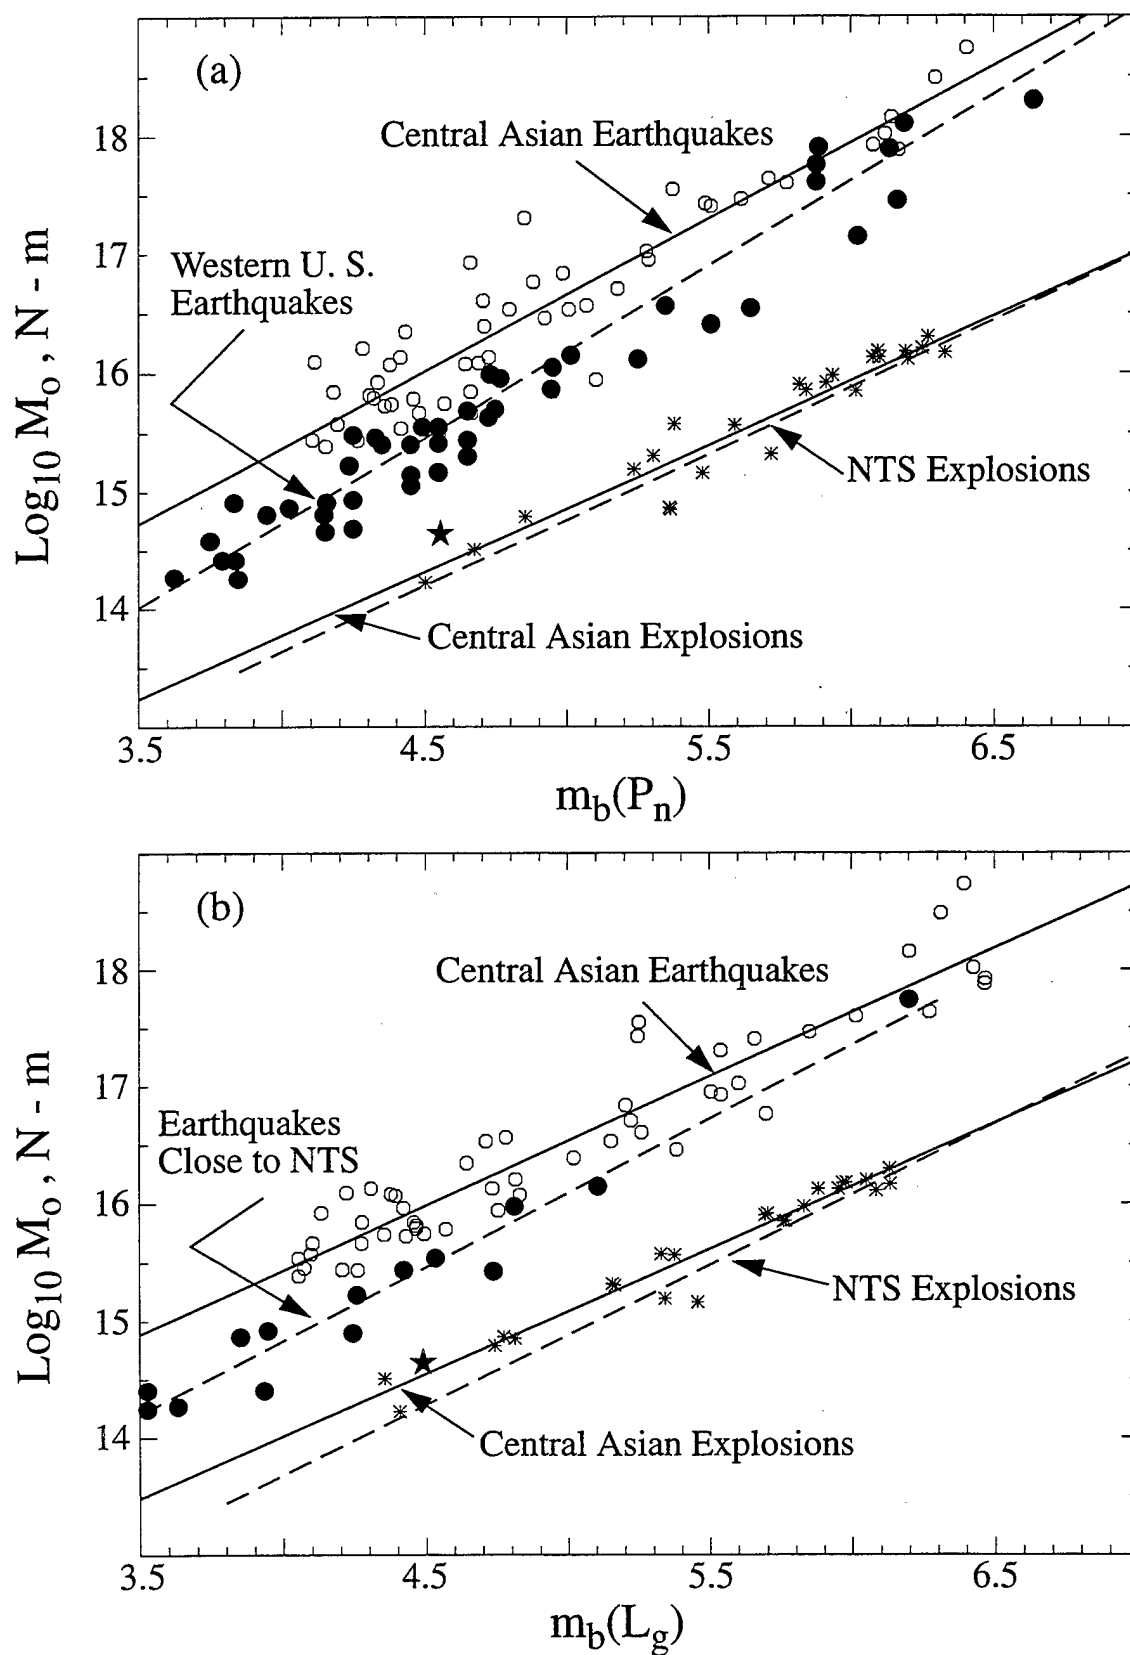 (a)
Central Asian Earthquakes
Western U. S.
Earthquakes
NTS Explosions
Central Asian Explosions
18
17
16
15
14
Log10 Mo , N - m
3.5
4.5
5.5
6.5
mb(Pn)
(b)
Central Asian Earthquakes
Earthquakes
Close to NTS
NTS Explosions
Central Asian Explosions
18
17
16
15
14
Log10 Mo , N - m
3.5
4.5
5.5
6.5
mb(Lg)